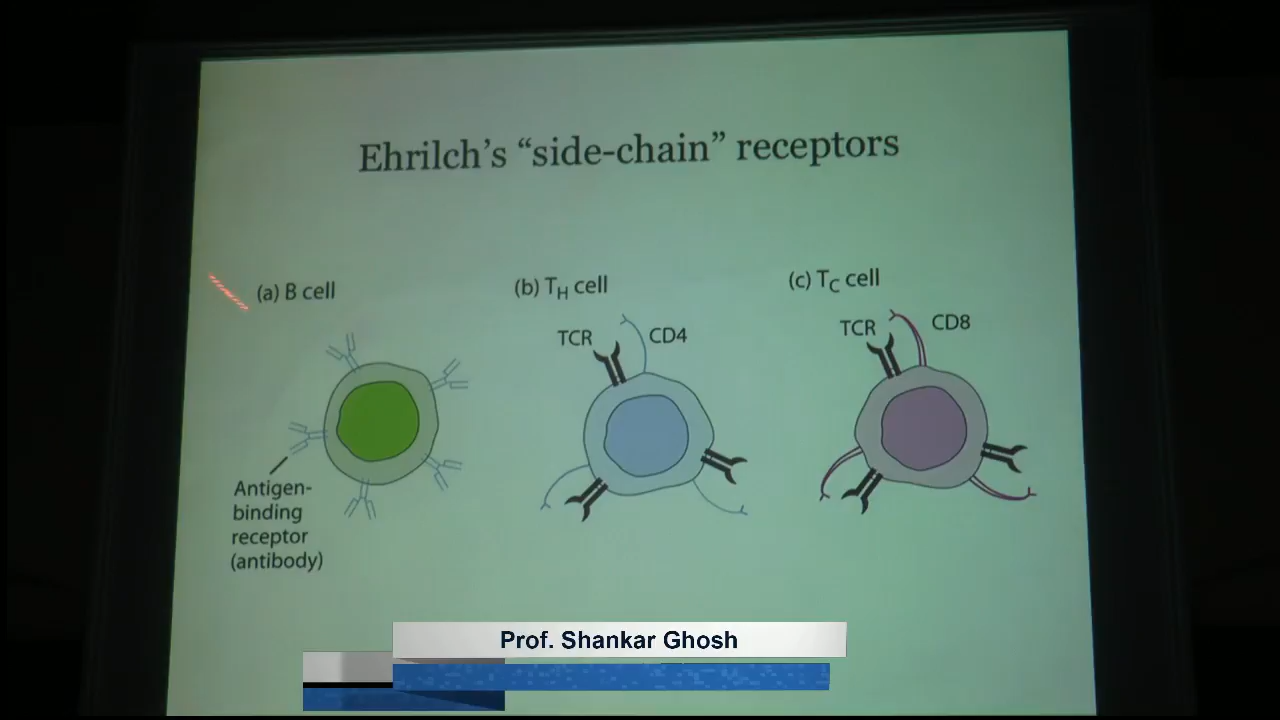 Ehrilch's “side-chain” receptors
(a) B cell
(b) TH cell
(c) TC cell
TCR
CD4
TCR
CD8
Antigen-
binding
receptor
(antibody)
Prof. Shankar Ghosh